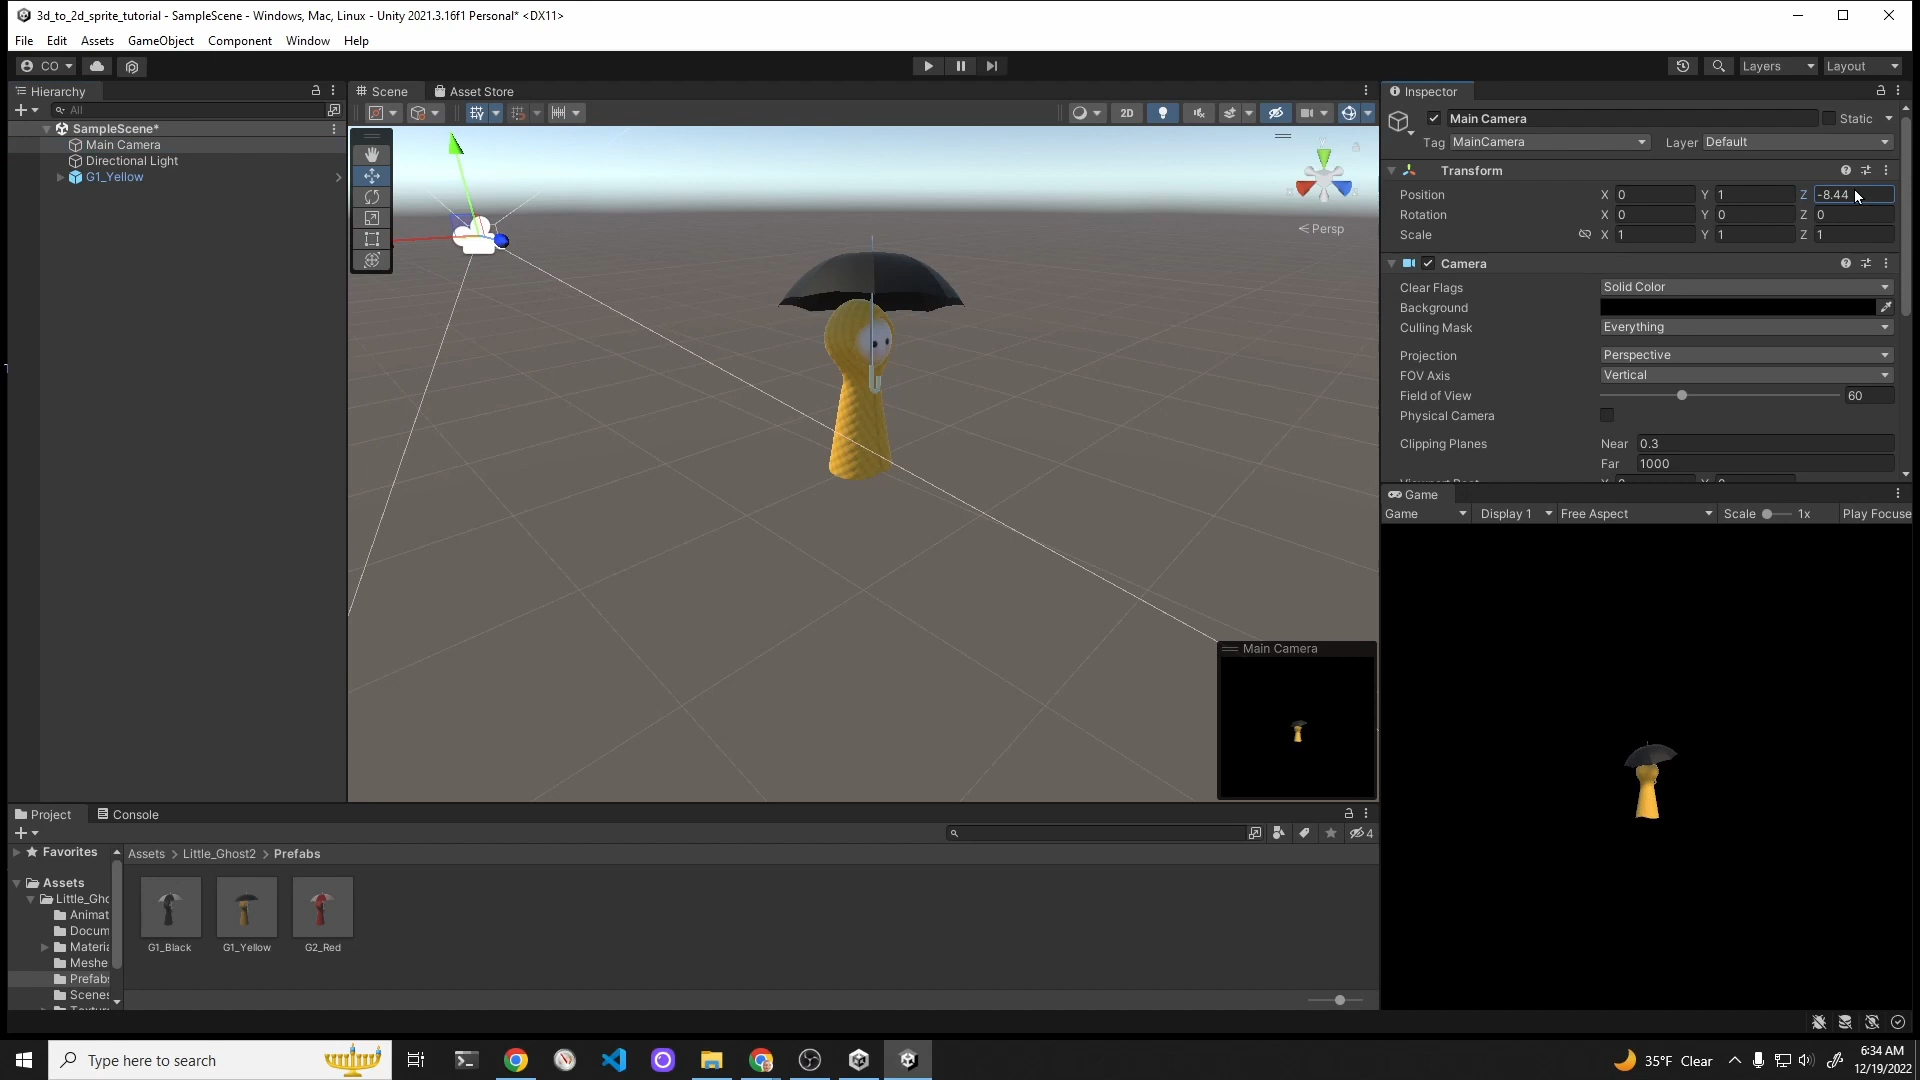 3d_to_2d_sprite_tutorial - SampleScene - Windows, Mac, Linux - Unity 2021.3.16f1 Personal* <DX11>
File Edit Assets GameObject Component Window Help
CO Layers Layout
Hierarchy
All
SampleScene*
Main Camera
Directional Light
G1_Yellow
Scene Asset Store
2D
Persp
Main Camera
Inspector
Main Camera Static
Tag MainCamera Layer Default
Transform
Position X 0 Y 1 Z -8.44
Rotation X 0 Y 0 Z 0
Scale X 1 Y 1 Z 1
Camera
Clear Flags Solid Color
Background
Culling Mask Everything
Projection Perspective
FOV Axis Vertical
Field of View 60
Physical Camera
Clipping Planes Near 0.3
Far 1000
Game
Game Display 1 Free Aspect Scale 1x Play Focuse
Project Console
4
Favorites
Assets
Little_Gho
Animat
Docum
Materia
Meshe
Prefabs
Scenes
Assets > Little_Ghost2 > Prefabs
G1_Black G1_Yellow G2_Red
Type here to search
35°F Clear
6:34 AM
12/19/2022